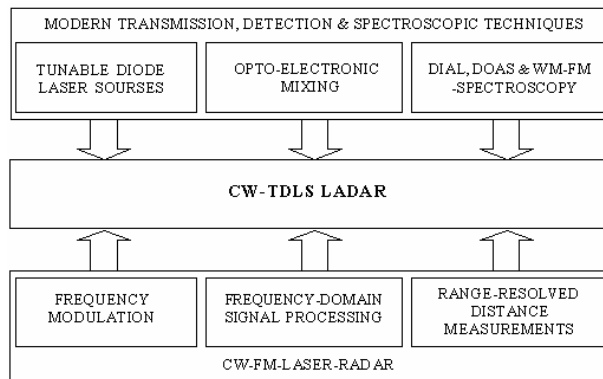 MODERN TRANSMISSION, DETECTION & SPECTROSCOPIC TECHNIQUES
TUNABLE DIODE
LASER SOURSES
OPTO-ELECTRONIC
MIXING
DIAL, DOAS & WM-FM
-SPECTROSCOPY
CW-TDLS LADAR
FREQUENCY
MODULATION
FREQUENCY-DOMAIN
SIGNAL PROCESSING
RANGE-RESOLVED
DISTANCE
MEASUREMENTS
CW-FM-LASER-RADAR